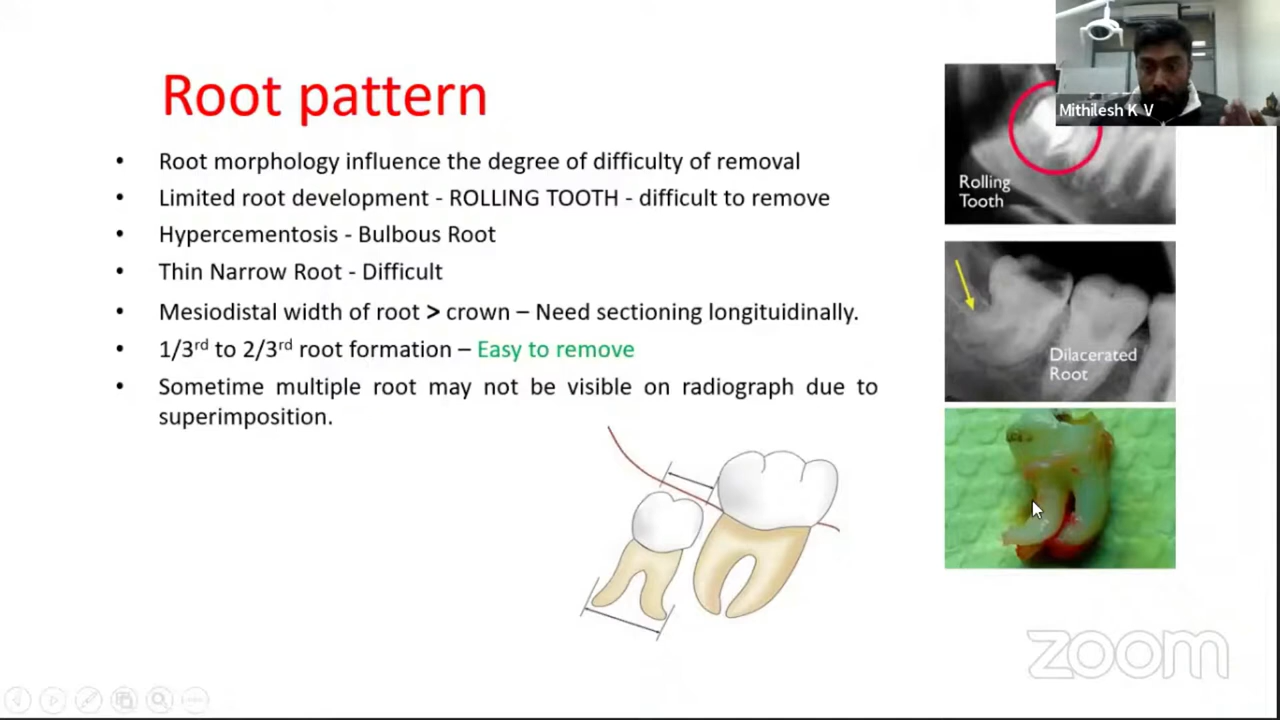 Root pattern
• Root morphology influence the degree of difficulty of removal
• Limited root development - ROLLING TOOTH - difficult to remove
• Hypercementosis - Bulbous Root
• Thin Narrow Root - Difficult
• Mesiodistal width of root > crown – Need sectioning longituidinally.
• 1/3rd to 2/3rd root formation – Easy to remove
• Sometime multiple root may not be visible on radiograph due to
superimposition.
Mithilesh K V
Rolling
Tooth
Dilacerated
Root
zoom